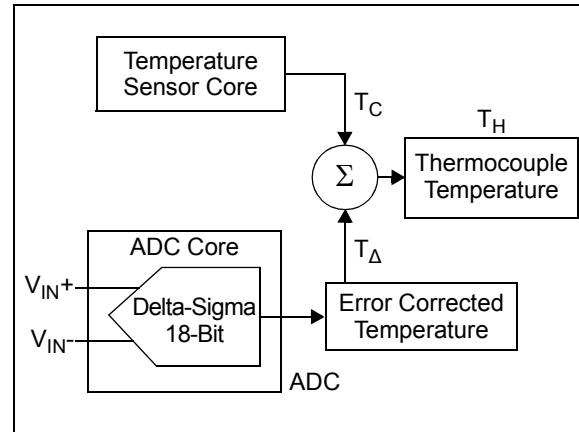 Temperature
Sensor Core
T_C
T_H
Σ
Thermocouple
Temperature
ADC Core
T_Δ
V_IN+
Delta-Sigma
18-Bit
V_IN-
Error Corrected
Temperature
ADC